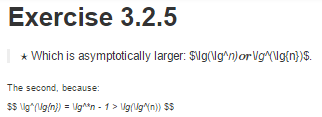 Exercise 3.2.5
★ Which is asymptotically larger: $\lg(\lg^n)or\lg^(\lg{n})$.
The second, because:
$$ \lg^(\lg{n}) = \lg^*n - 1 > \lg(\lg^(n)) $$